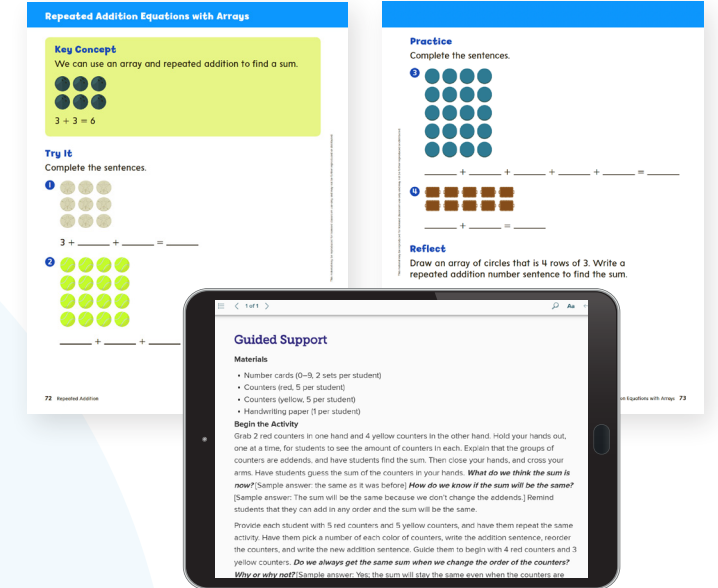 Repeated Addition Equations with Arrays
Key Concept
We can use an array and repeated addition to find a sum.
3 + 3 = 6
Try It
Complete the sentences.
1
3 + ____ + ____ = ____
2
____ + ____ + ____
72 Repeated Addition
Practice
Complete the sentences.
3
____ + ____ + ____ + ____ + ____ = ____
4
____ + ____ = ____
Reflect
Draw an array of circles that is 4 rows of 3. Write a
repeated addition number sentence to find the sum.
Equations with Arrays 73
1 of 1
Aa
Guided Support
Materials
• Number cards (0–9, 2 sets per student)
• Counters (red, 5 per student)
• Counters (yellow, 5 per student)
• Handwriting paper (1 per student)
Begin the Activity
Grab 2 red counters in one hand and 4 yellow counters in the other hand. Hold your hands out,
one at a time, for students to see the amount of counters in each. Explain that the groups of
counters are addends, and have students find the sum. Then close your hands, and cross your
arms. Have students guess the sum of the counters in your hands. What do we think the sum is
now? [Sample answer: the same as it was before] How do we know if the sum will be the same?
[Sample answer: The sum will be the same because we don't change the addends.] Remind
students that they can add in any order and the sum will be the same.
Provide each student with 5 red counters and 5 yellow counters, and have them repeat the same
activity. Have them pick a number of each color of counters, write the addition sentence, reorder
the counters, and write the new addition sentence. Guide them to begin with 4 red counters and 3
yellow counters. Do we always get the same sum when we change the order of the counters?
Why or why not? [Sample answer: Yes; the sum will stay the same even when the counters are